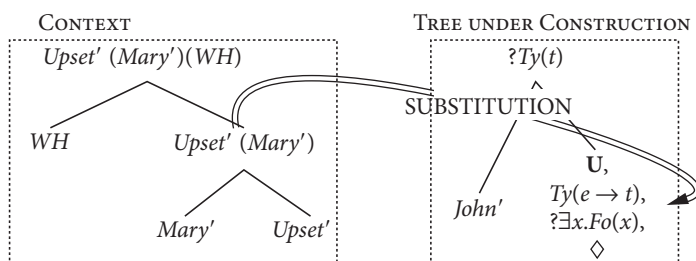 CONTEXT
TREE UNDER CONSTRUCTION
Upset′ (Mary′)(WH)
?Ty(t)
SUBSTITUTION
WH
Upset′ (Mary′)
U,
Ty(e → t),
John′
?∃x.Fo(x),
Mary′
Upset′
◊